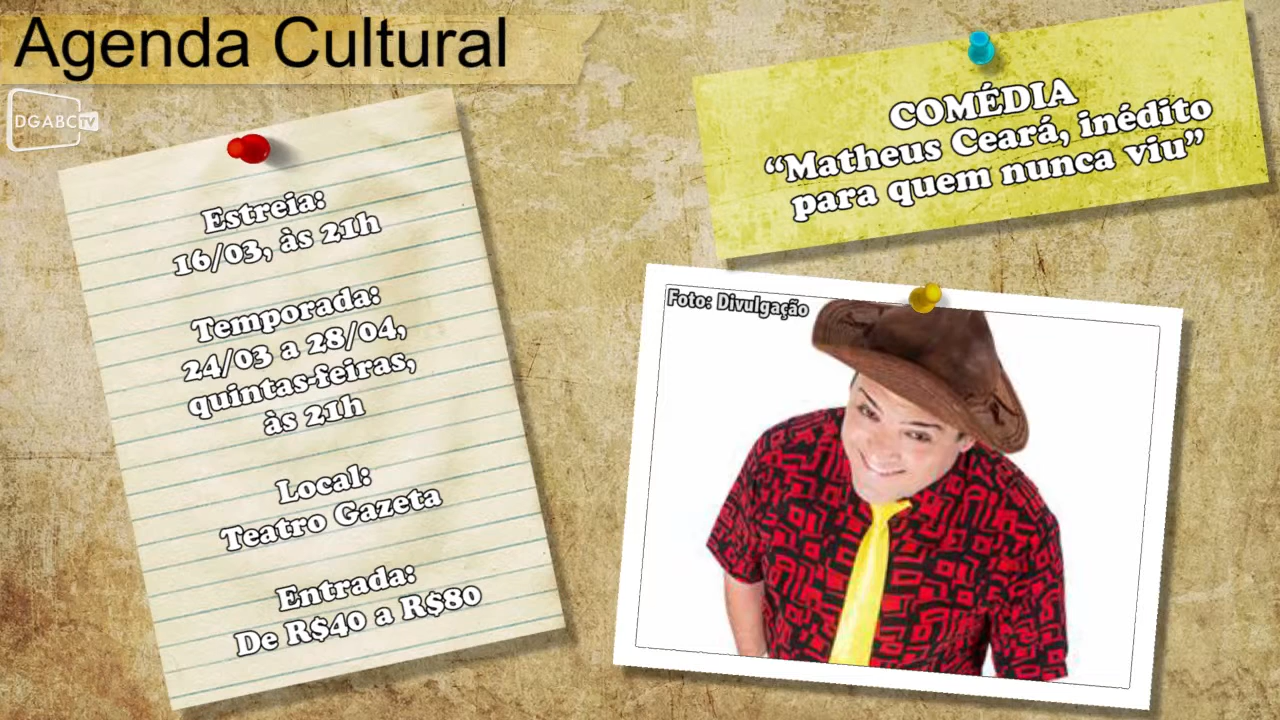 Agenda Cultural
DGABC TV
COMÉDIA
“Matheus Ceará, inédito
para quem nunca viu”
Estreia:
16/03, às 21h
Temporada:
24/03 a 28/04,
quintas-feiras,
às 21h
Local:
Teatro Gazeta
Entrada:
De R$40 a R$80
Foto: Divulgação